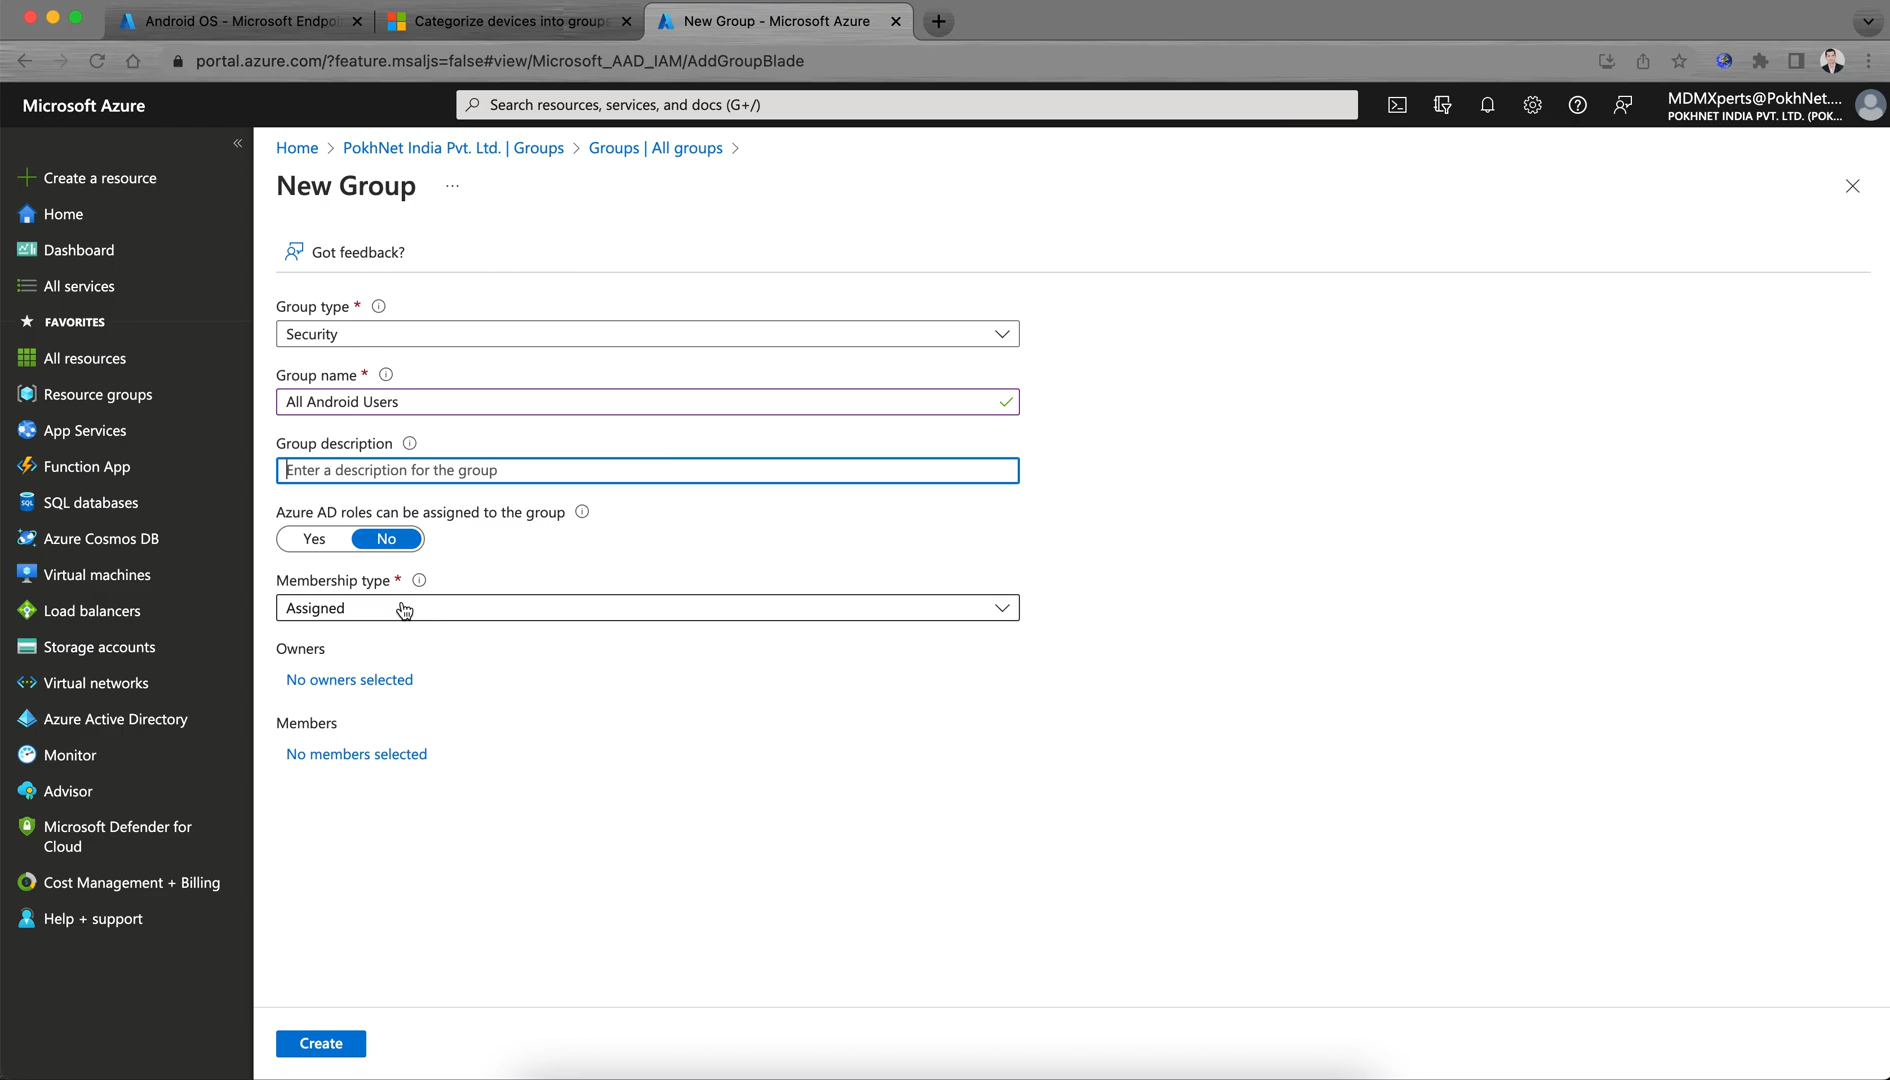 Android OS - Microsoft Endpoi
Categorize devices into groups
New Group - Microsoft Azure
portal.azure.com/?feature.msaljs=false#view/Microsoft_AAD_IAM/AddGroupBlade
Microsoft Azure
Search resources, services, and docs (G+/)
MDMXperts@PokhNet....
POKHNET INDIA PVT. LTD. (POK...
Create a resource
Home
Dashboard
All services
FAVORITES
All resources
Resource groups
App Services
Function App
SQL databases
Azure Cosmos DB
Virtual machines
Load balancers
Storage accounts
Virtual networks
Azure Active Directory
Monitor
Advisor
Microsoft Defender for
Cloud
Cost Management + Billing
Help + support
Home > PokhNet India Pvt. Ltd. | Groups > Groups | All groups >
New Group ...
Got feedback?
Group type *
Security
Group name *
All Android Users
Group description
Enter a description for the group
Azure AD roles can be assigned to the group
Yes No
Membership type *
Assigned
Owners
No owners selected
Members
No members selected
Create